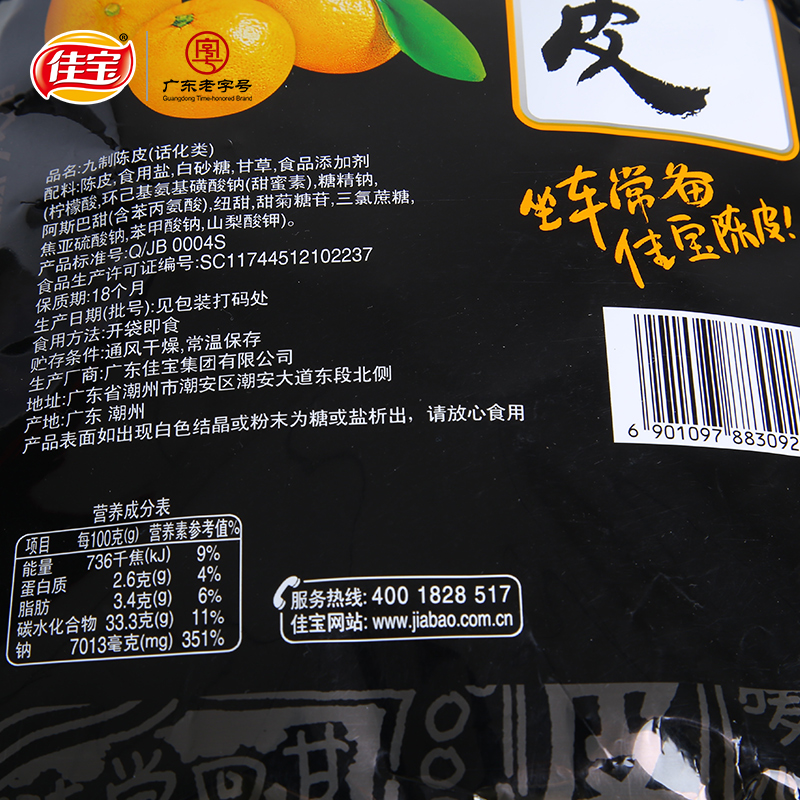 佳宝®
字号
广东老字号
Guangdong Time-honored Brand
皮
坐车常备
佳宝陈皮!
品名:九制陈皮(话化类)
配料:陈皮,食用盐,白砂糖,甘草,食品添加剂
(柠檬酸,环己基氨基磺酸钠(甜蜜素),糖精钠,
阿斯巴甜(含苯丙氨酸),纽甜,甜菊糖苷,三氯蔗糖,
焦亚硫酸钠,苯甲酸钠,山梨酸钾)。
产品标准号:Q/JB 0004S
食品生产许可证编号:SC11744512102237
保质期:18个月
生产日期(批号):见包装打码处
食用方法:开袋即食
贮存条件:通风干燥,常温保存
生产厂商:广东佳宝集团有限公司
地址:广东省潮州市潮安区潮安大道东段北侧
产地:广东 潮州
产品表面如出现白色结晶或粉末为糖或盐析出，请放心食用
6 901097 883092
营养成分表
项目 每100克(g) 营养素参考值%
能量 736千焦(kJ) 9%
蛋白质 2.6克(g) 4%
脂肪 3.4克(g) 6%
碳水化合物 33.3克(g) 11%
钠 7013毫克(mg) 351%
服务热线: 400 1828 517
佳宝网站: www.jiabao.com.cn
回甘